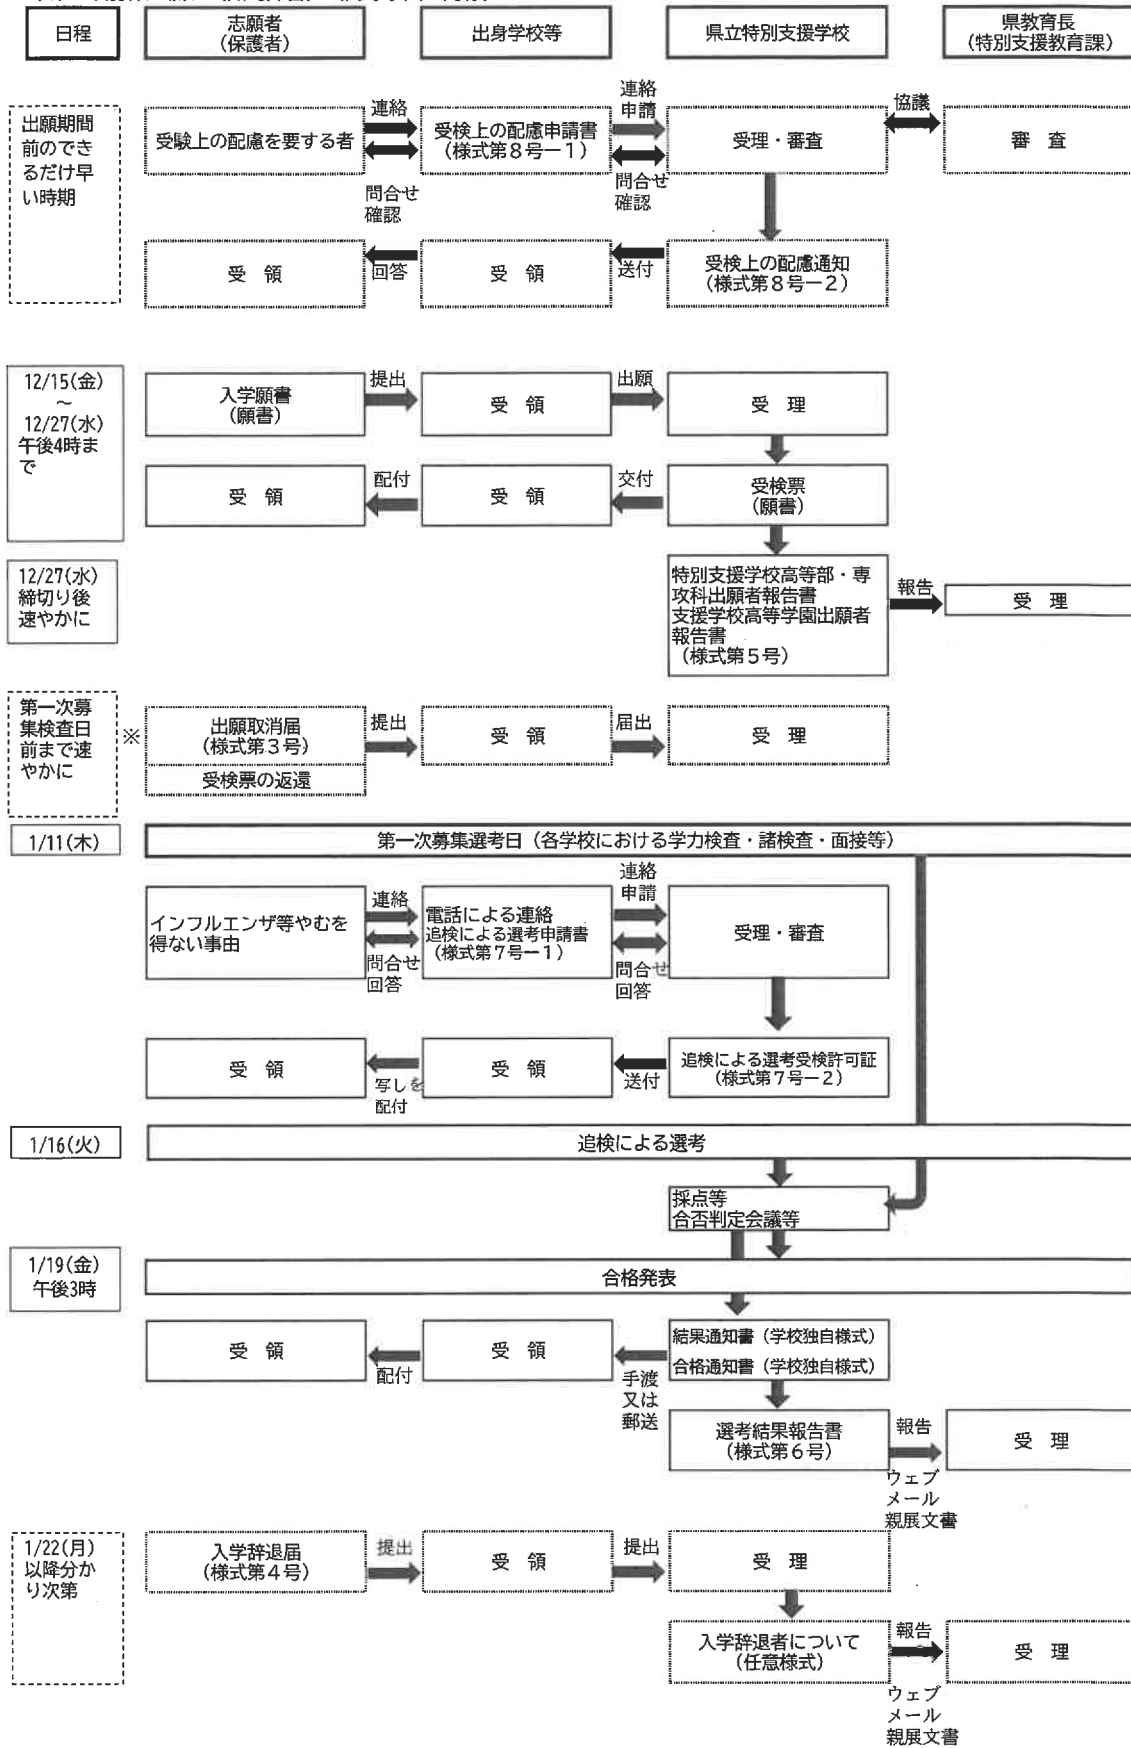 日程
志願者
(保護者)
出身学校等
県立特別支援学校
県教育長
(特別支援教育課)
出願期間
前のでき
るだけ早
い時期
受験上の配慮を要する者
連絡
問合せ
確認
受検上の配慮申請書
(様式第8号ー1)
連絡
申請
問合せ
確認
受理・審査
協議
審 査
受 領
回答
受 領
送付
受検上の配慮通知
(様式第8号ー2)
12/15(金)
～
12/27(水)
午後4時ま
で
入学願書
(願書)
提出
受 領
出願
受 理
受 領
配付
受 領
交付
受検票
(願書)
12/27(水)
締切り後
速やかに
特別支援学校高等部・専
攻科出願者報告書
支援学校高等学園出願者
報告書
(様式第5号)
報告
受 理
第一次募
集検査日
前まで速
やかに
※
出願取消届
(様式第3号)
受検票の返還
提出
受 領
届出
受 理
1/11(木)
第一次募集選考日（各学校における学力検査・諸検査・面接等）
インフルエンザ等やむを
得ない事由
連絡
問合せ
回答
電話による連絡
追検による選考申請書
(様式第7号ー1)
連絡
申請
問合せ
回答
受理・審査
受 領
写しを
配付
受 領
送付
追検による選考受検許可証
(様式第7号ー2)
1/16(火)
追検による選考
採点等
合否判定会議等
1/19(金)
午後3時
合格発表
受 領
配付
受 領
手渡
又は
郵送
結果通知書（学校独自様式）
合格通知書（学校独自様式）
選考結果報告書
(様式第6号)
報告
ウェブ
メール
親展文書
受 理
1/22(月)
以降分か
り次第
入学辞退届
(様式第4号)
提出
受 領
提出
受 理
入学辞退者について
(任意様式)
報告
ウェブ
メール
親展文書
受 理